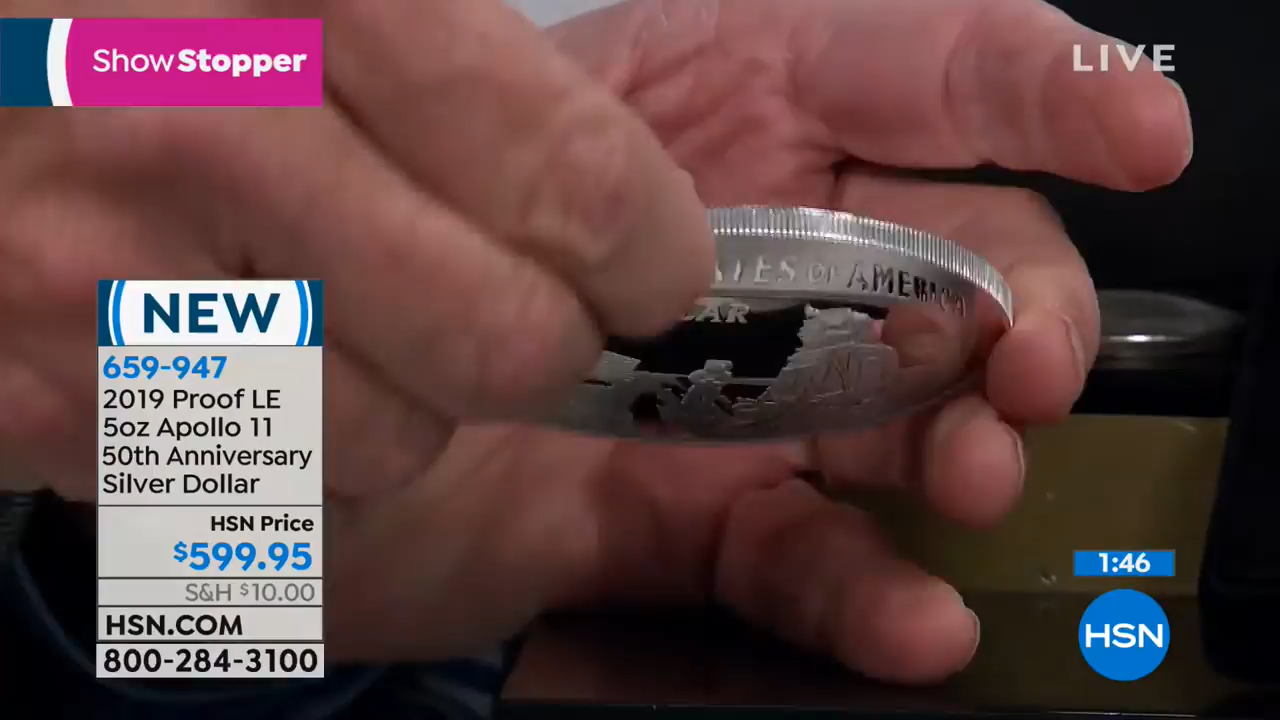 ShowStopper
LIVE
NEW
659-947
2019 Proof LE
5oz Apollo 11
50th Anniversary
Silver Dollar
HSN Price
$599.95
S&H $10.00
HSN.COM
800-284-3100
OF AMERICA
1:46
HSN